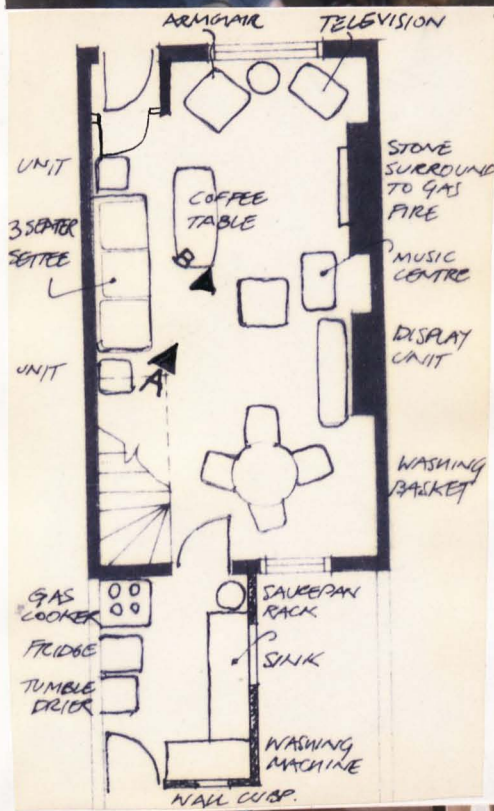 ARMCHAIR
TELEVISION
UNIT
COFFEE
TABLE
STONE
SURROUND
TO GAS
FIRE
3 SEATER
SETTEE
B
MUSIC
CENTRE
DISPLAY
UNIT
UNIT
A
WASHING
BASKET
GAS
COOKER
SAUCEPAN
RACK
FRIDGE
SINK
TUMBLE
DRIER
WASHING
MACHINE
WALL CUBP.